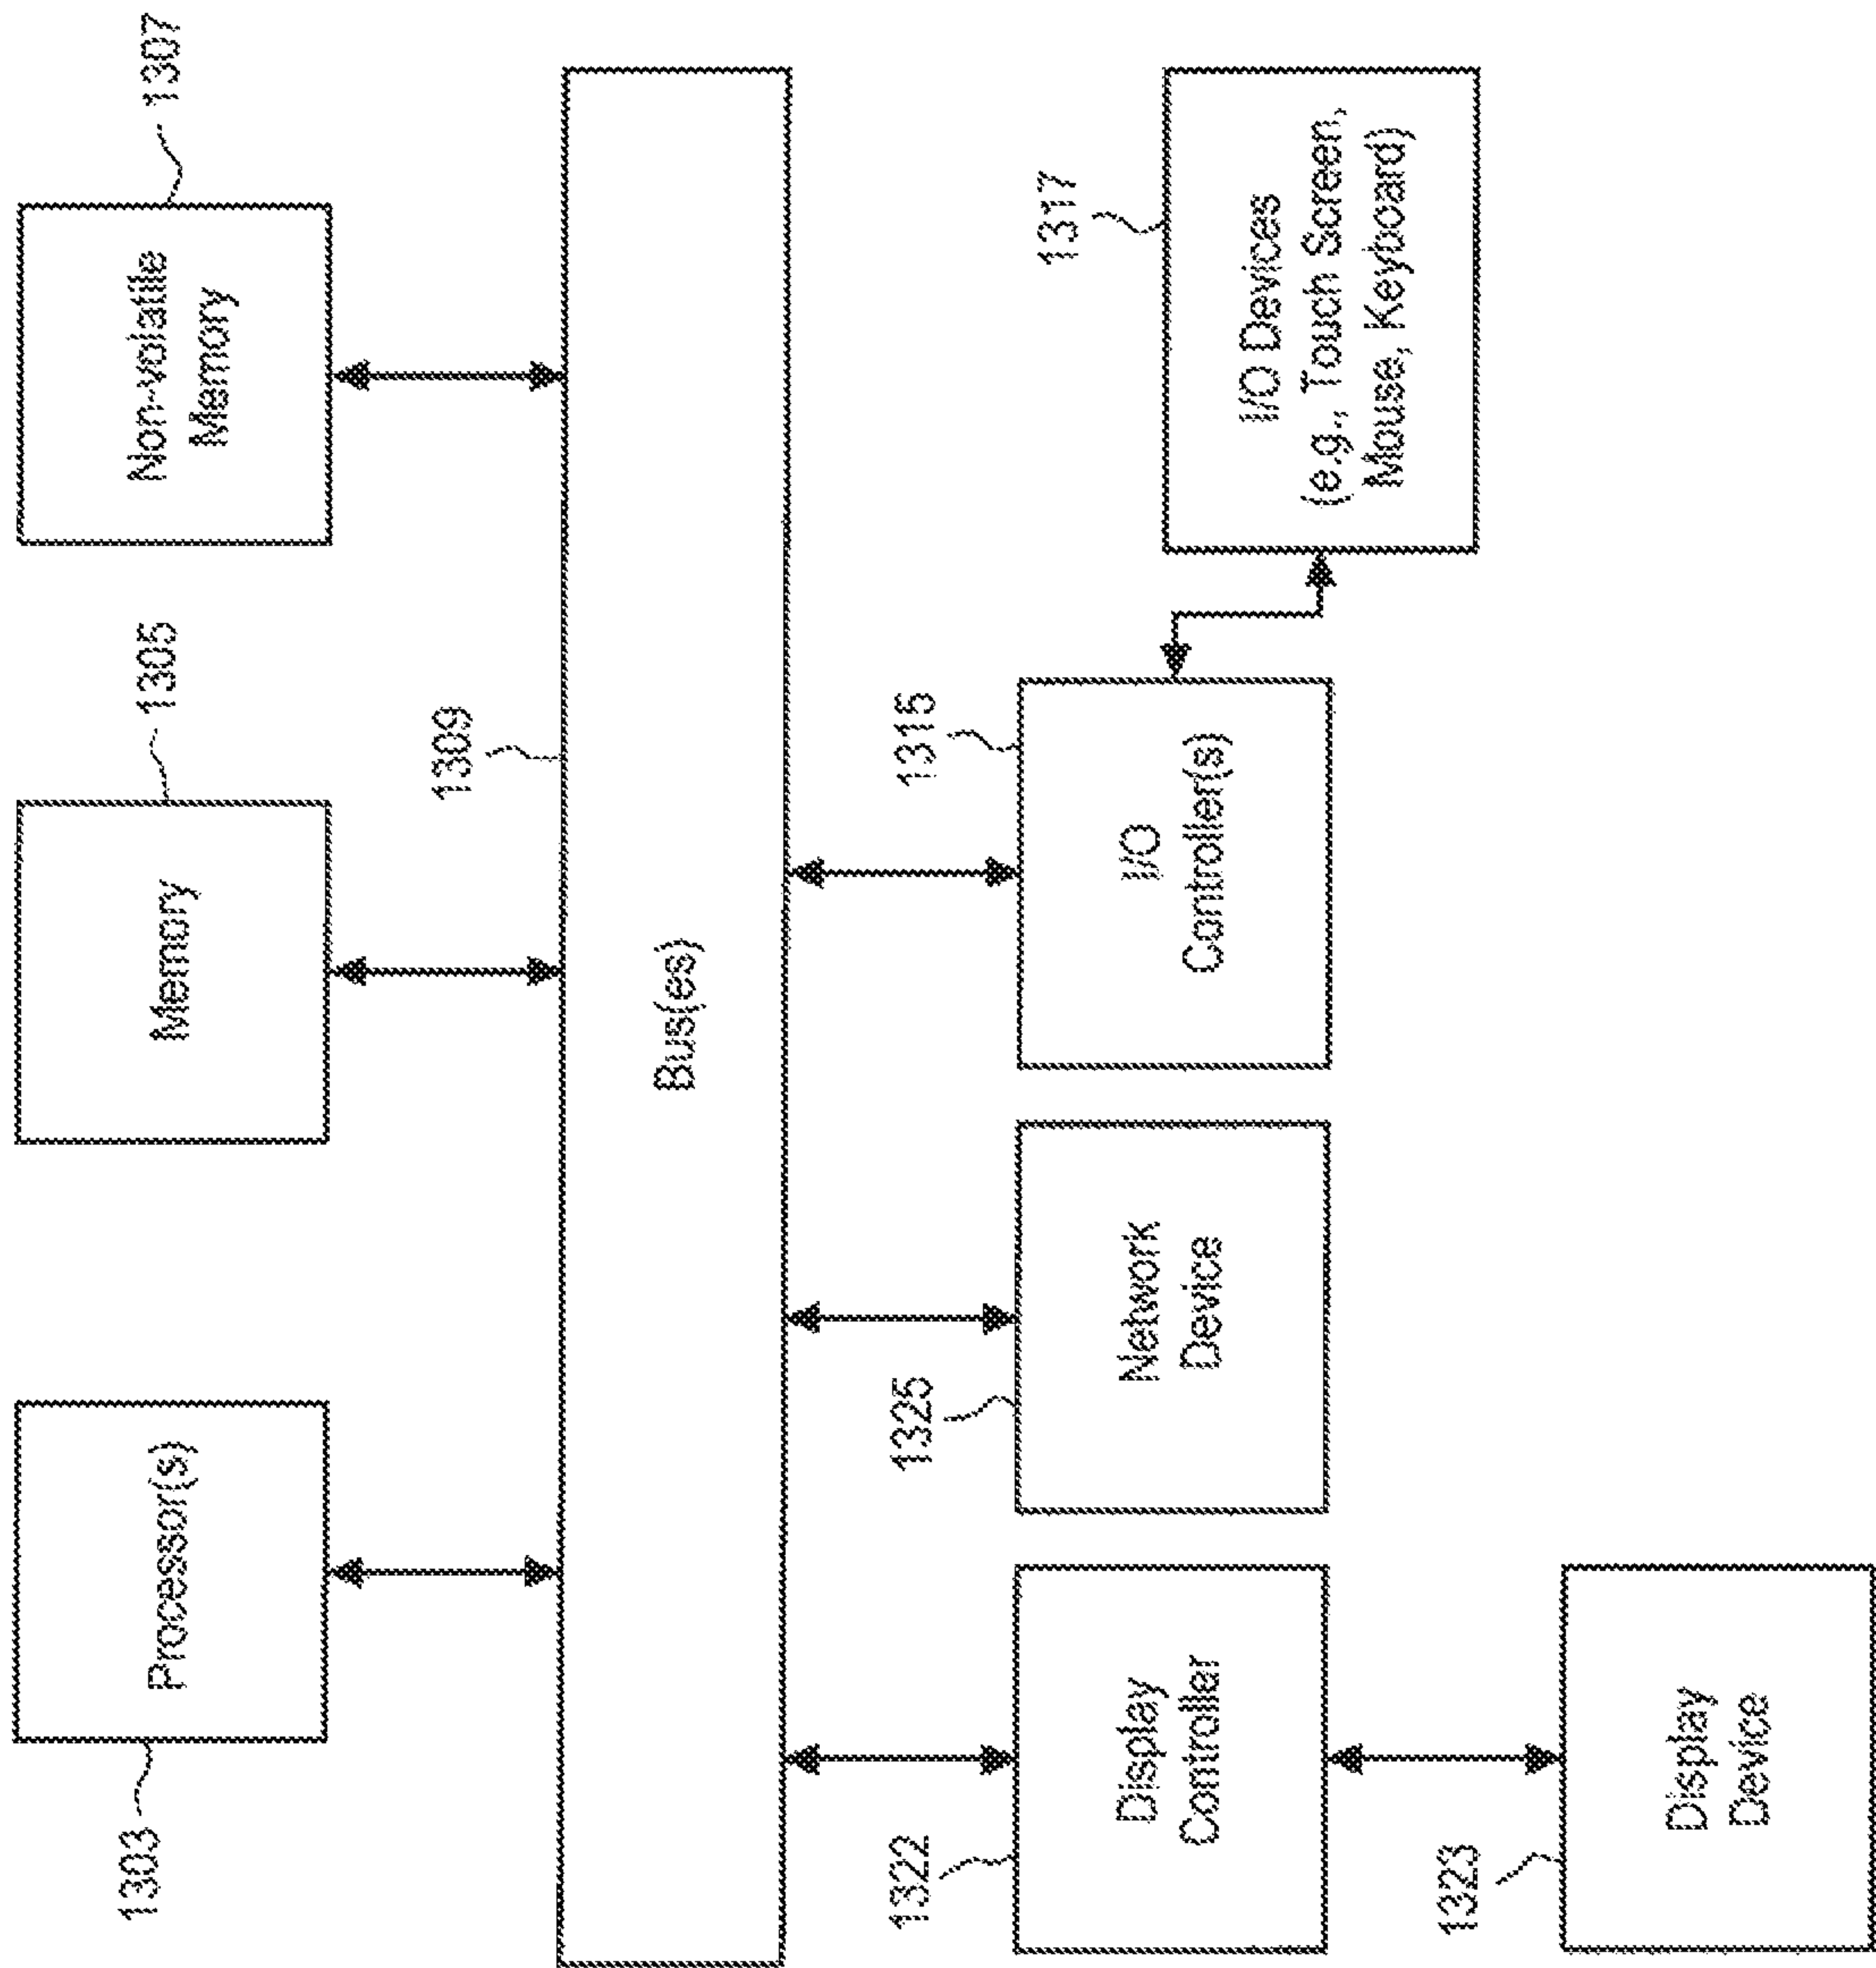 1303
Processor(s)
Memory
1305
Non-volatile
Memory
1307
1309
Bus(es)
1322
Display
Controller
1325
Network
Device
1315
I/O
Controller(s)
1317
I/O Devices
(e.g., Touch Screen,
Mouse, Keyboard)
1323
Display
Device